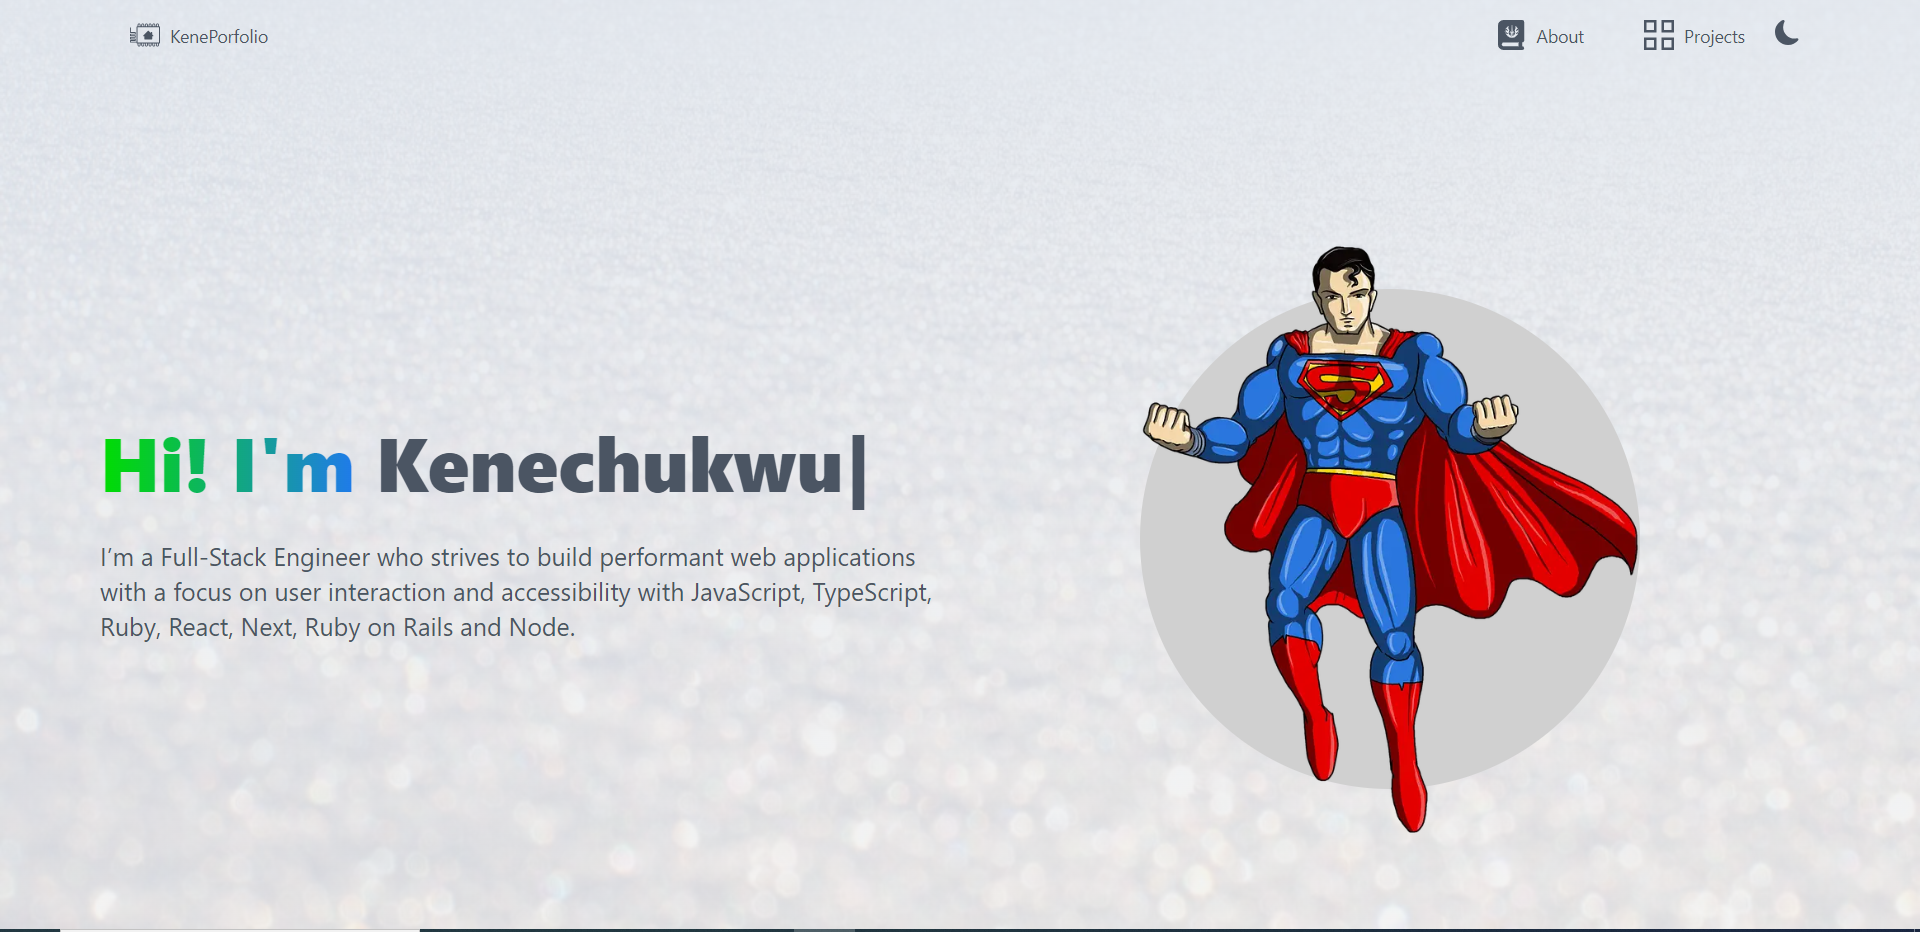 KenePorfolio
About
Projects
Hi! I'm Kenechukwu|
I’m a Full-Stack Engineer who strives to build performant web applications
with a focus on user interaction and accessibility with JavaScript, TypeScript,
Ruby, React, Next, Ruby on Rails and Node.
S